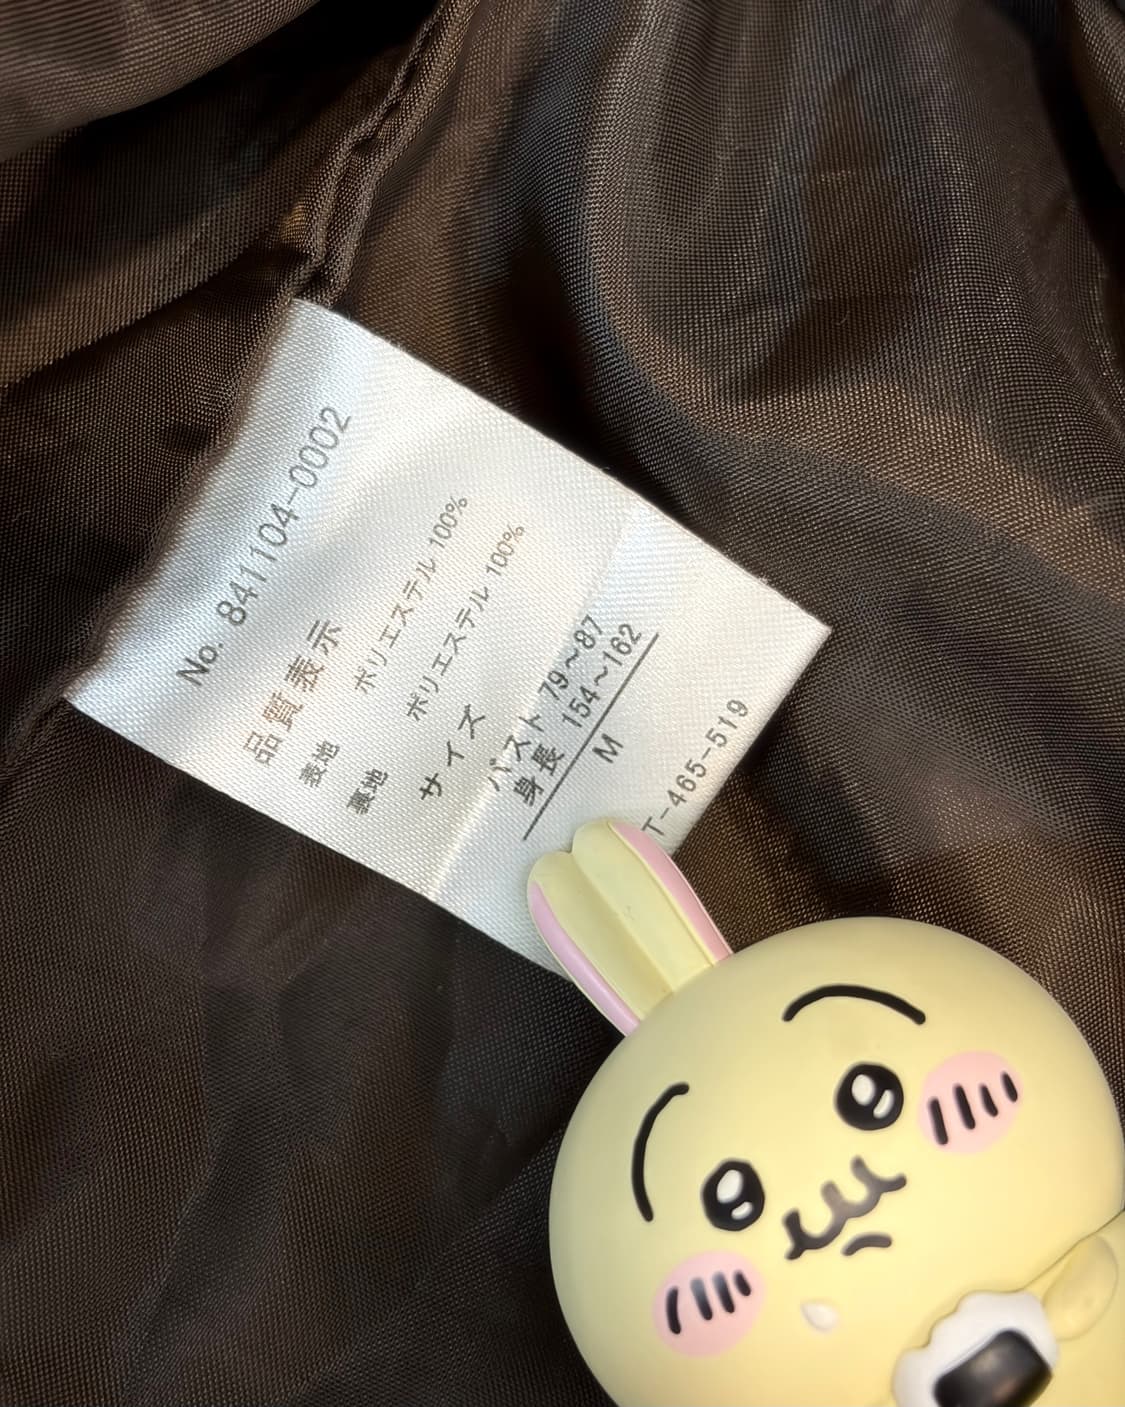 No. 841104-0002
品質表示
表地 ポリエステル 100%
裏地 ポリエステル 100%
サイズ
バスト 79~87
身長 154~162
M
T-465-519